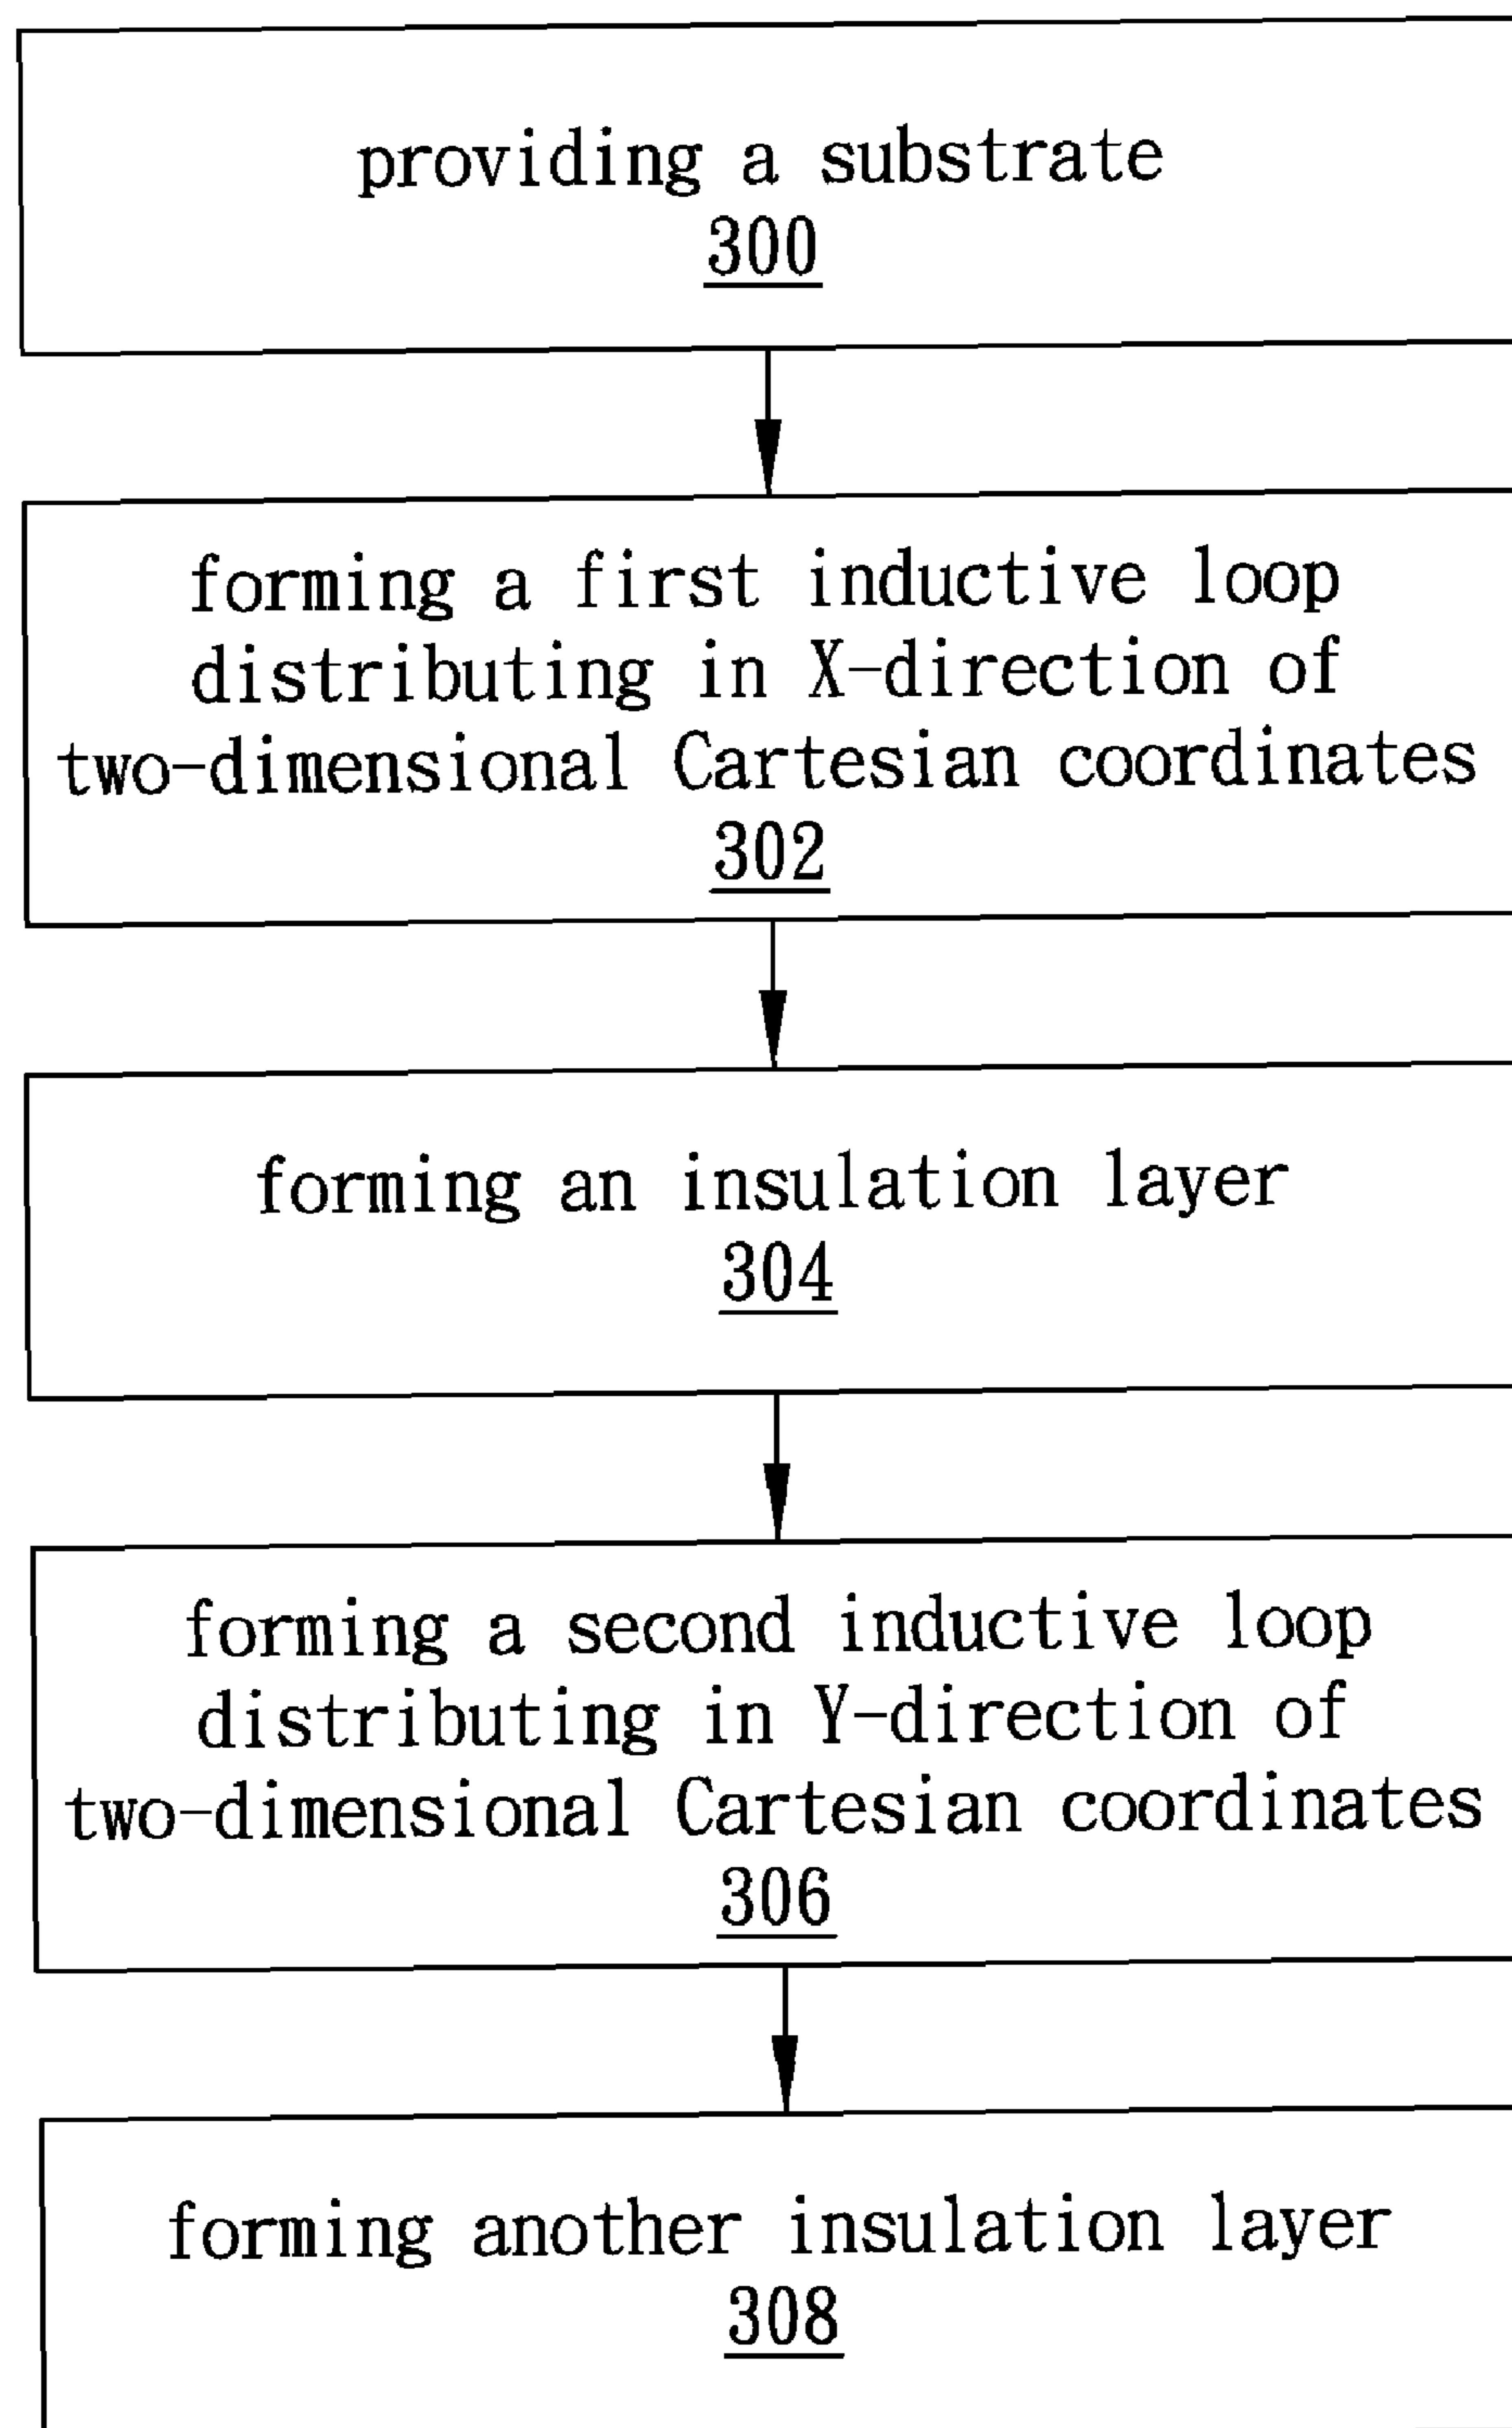 providing a substrate
300
forming a first inductive loop
distributing in X-direction of
two-dimensional Cartesian coordinates
302
forming an insulation layer
304
forming a second inductive loop
distributing in Y-direction of
two-dimensional Cartesian coordinates
306
forming another insulation layer
308